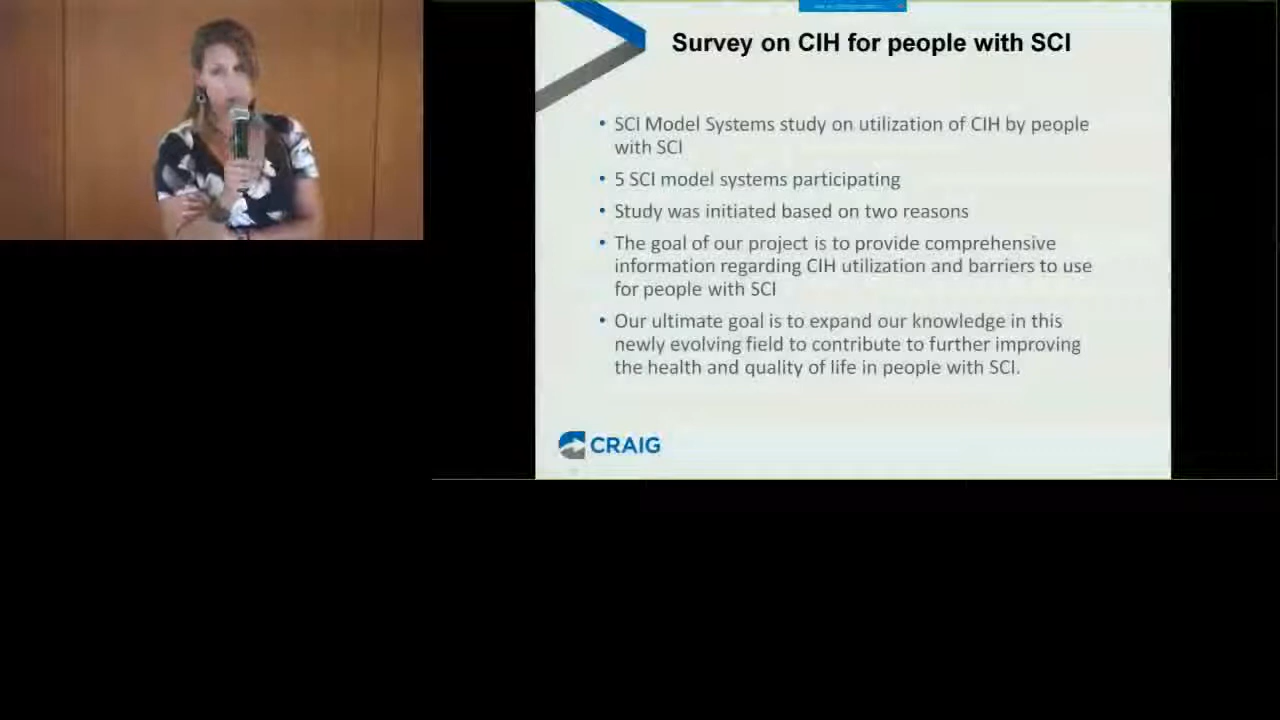 Survey on CIH for people with SCI
• SCI Model Systems study on utilization of CIH by people
with SCI
• 5 SCI model systems participating
• Study was initiated based on two reasons
• The goal of our project is to provide comprehensive
information regarding CIH utilization and barriers to use
for people with SCI
• Our ultimate goal is to expand our knowledge in this
newly evolving field to contribute to further improving
the health and quality of life in people with SCI.
CRAIG